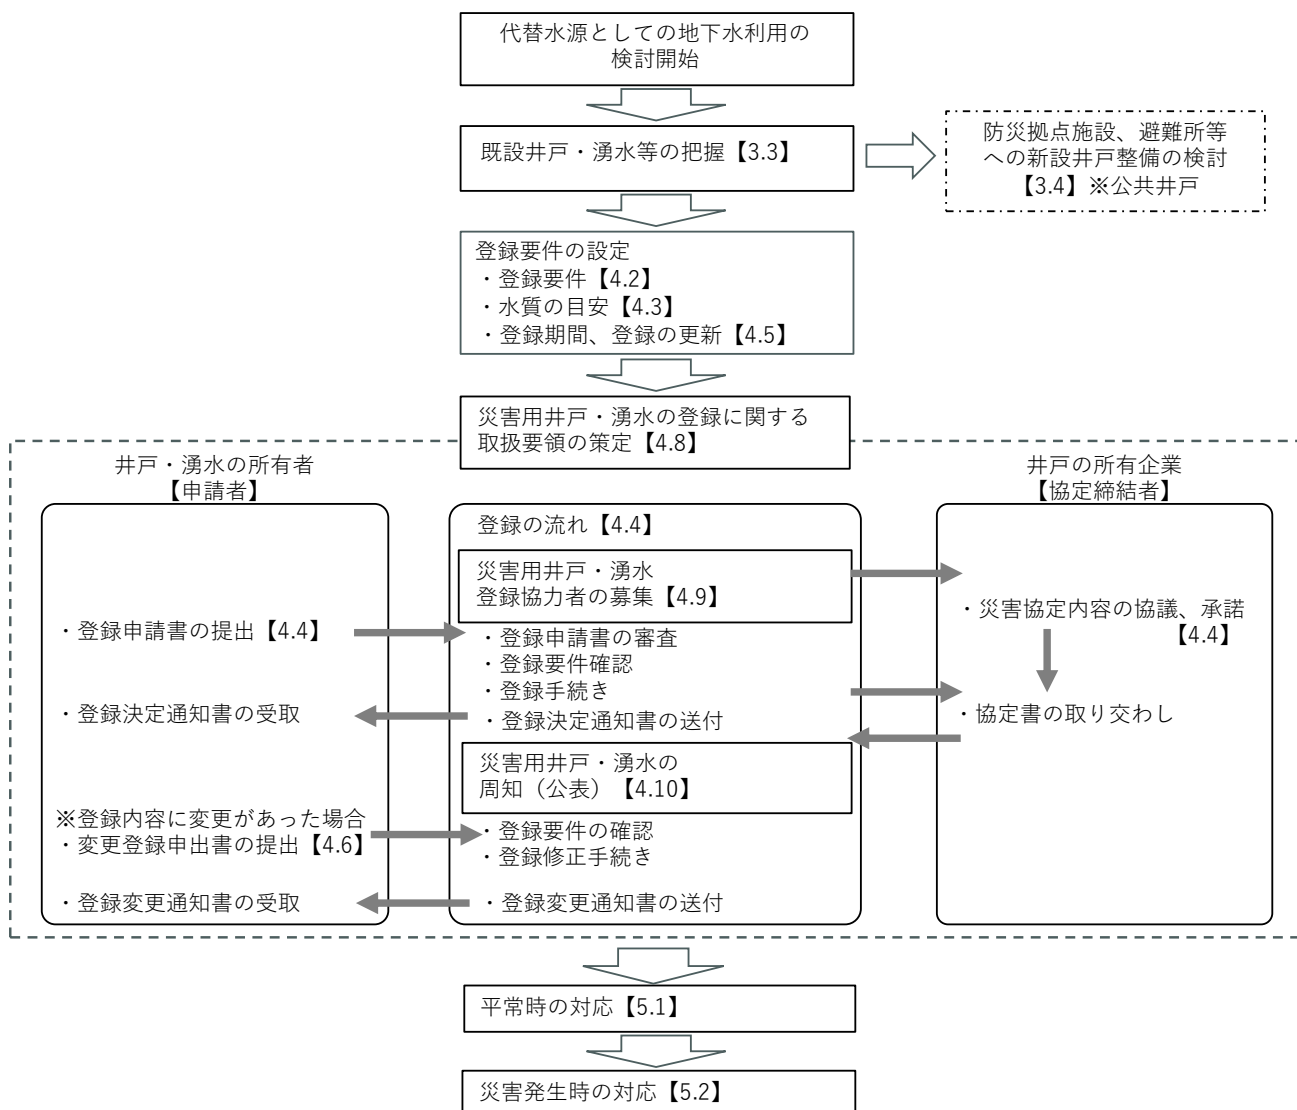 代替水源としての地下水利用の
検討開始
既設井戸・湧水等の把握【3.3】
防災拠点施設、避難所等
への新設井戸整備の検討
【3.4】※公共井戸
登録要件の設定
・登録要件【4.2】
・水質の目安【4.3】
・登録期間、登録の更新【4.5】
災害用井戸・湧水の登録に関する
取扱要領の策定【4.8】
井戸・湧水の所有者
【申請者】
・登録申請書の提出【4.4】
・登録決定通知書の受取
※登録内容に変更があった場合
・変更登録申出書の提出【4.6】
・登録変更通知書の受取
登録の流れ【4.4】
災害用井戸・湧水
登録協力者の募集【4.9】
・登録申請書の審査
・登録要件確認
・登録手続き
・登録決定通知書の送付
災害用井戸・湧水の
周知（公表）【4.10】
・登録要件の確認
・登録修正手続き
・登録変更通知書の送付
井戸の所有企業
【協定締結者】
・災害協定内容の協議、承諾
【4.4】
・協定書の取り交わし
平常時の対応【5.1】
災害発生時の対応【5.2】